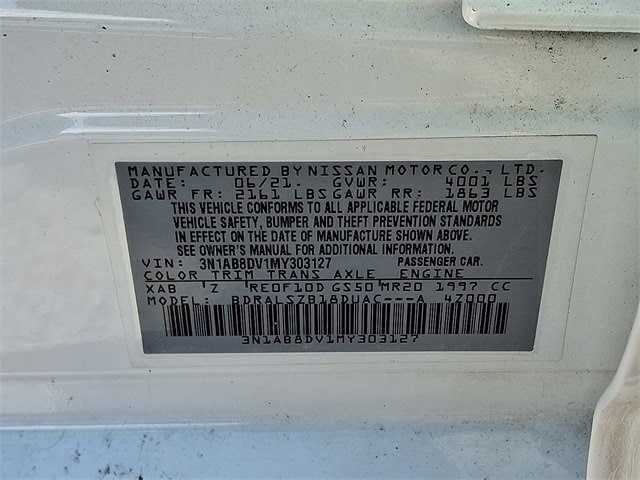 MANUFACTURED BY NISSAN MOTOR CO., LTD.
DATE: 06/21. GVWR: 4001 LBS
GAWR FR: 2161 LBS GAWR RR: 1863 LBS
THIS VEHICLE CONFORMS TO ALL APPLICABLE FEDERAL MOTOR
VEHICLE SAFETY, BUMPER, AND THEFT PREVENTION STANDARDS
IN EFFECT ON THE DATE OF MANUFACTURE SHOWN ABOVE.
SEE OWNER'S MANUAL FOR ADDITIONAL INFORMATION.
VIN: 3N1AB8DV1MY303127 PASSENGER CAR.
COLOR TRIM TRANS AXLE ENGINE
XAB Z RE0F10D GS50 MR20 1997 CC
MODEL: BDRALSZB18DUAC---A 4Z000
3N1AB8DV1MY303127